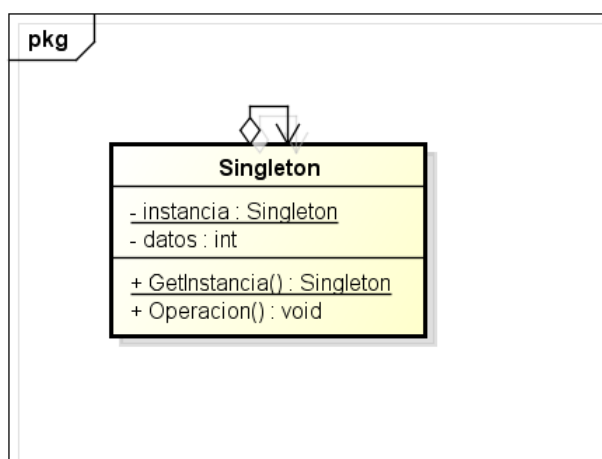 pkg
Singleton
- instancia : Singleton
- datos : int
+ GetInstancia() : Singleton
+ Operacion() : void